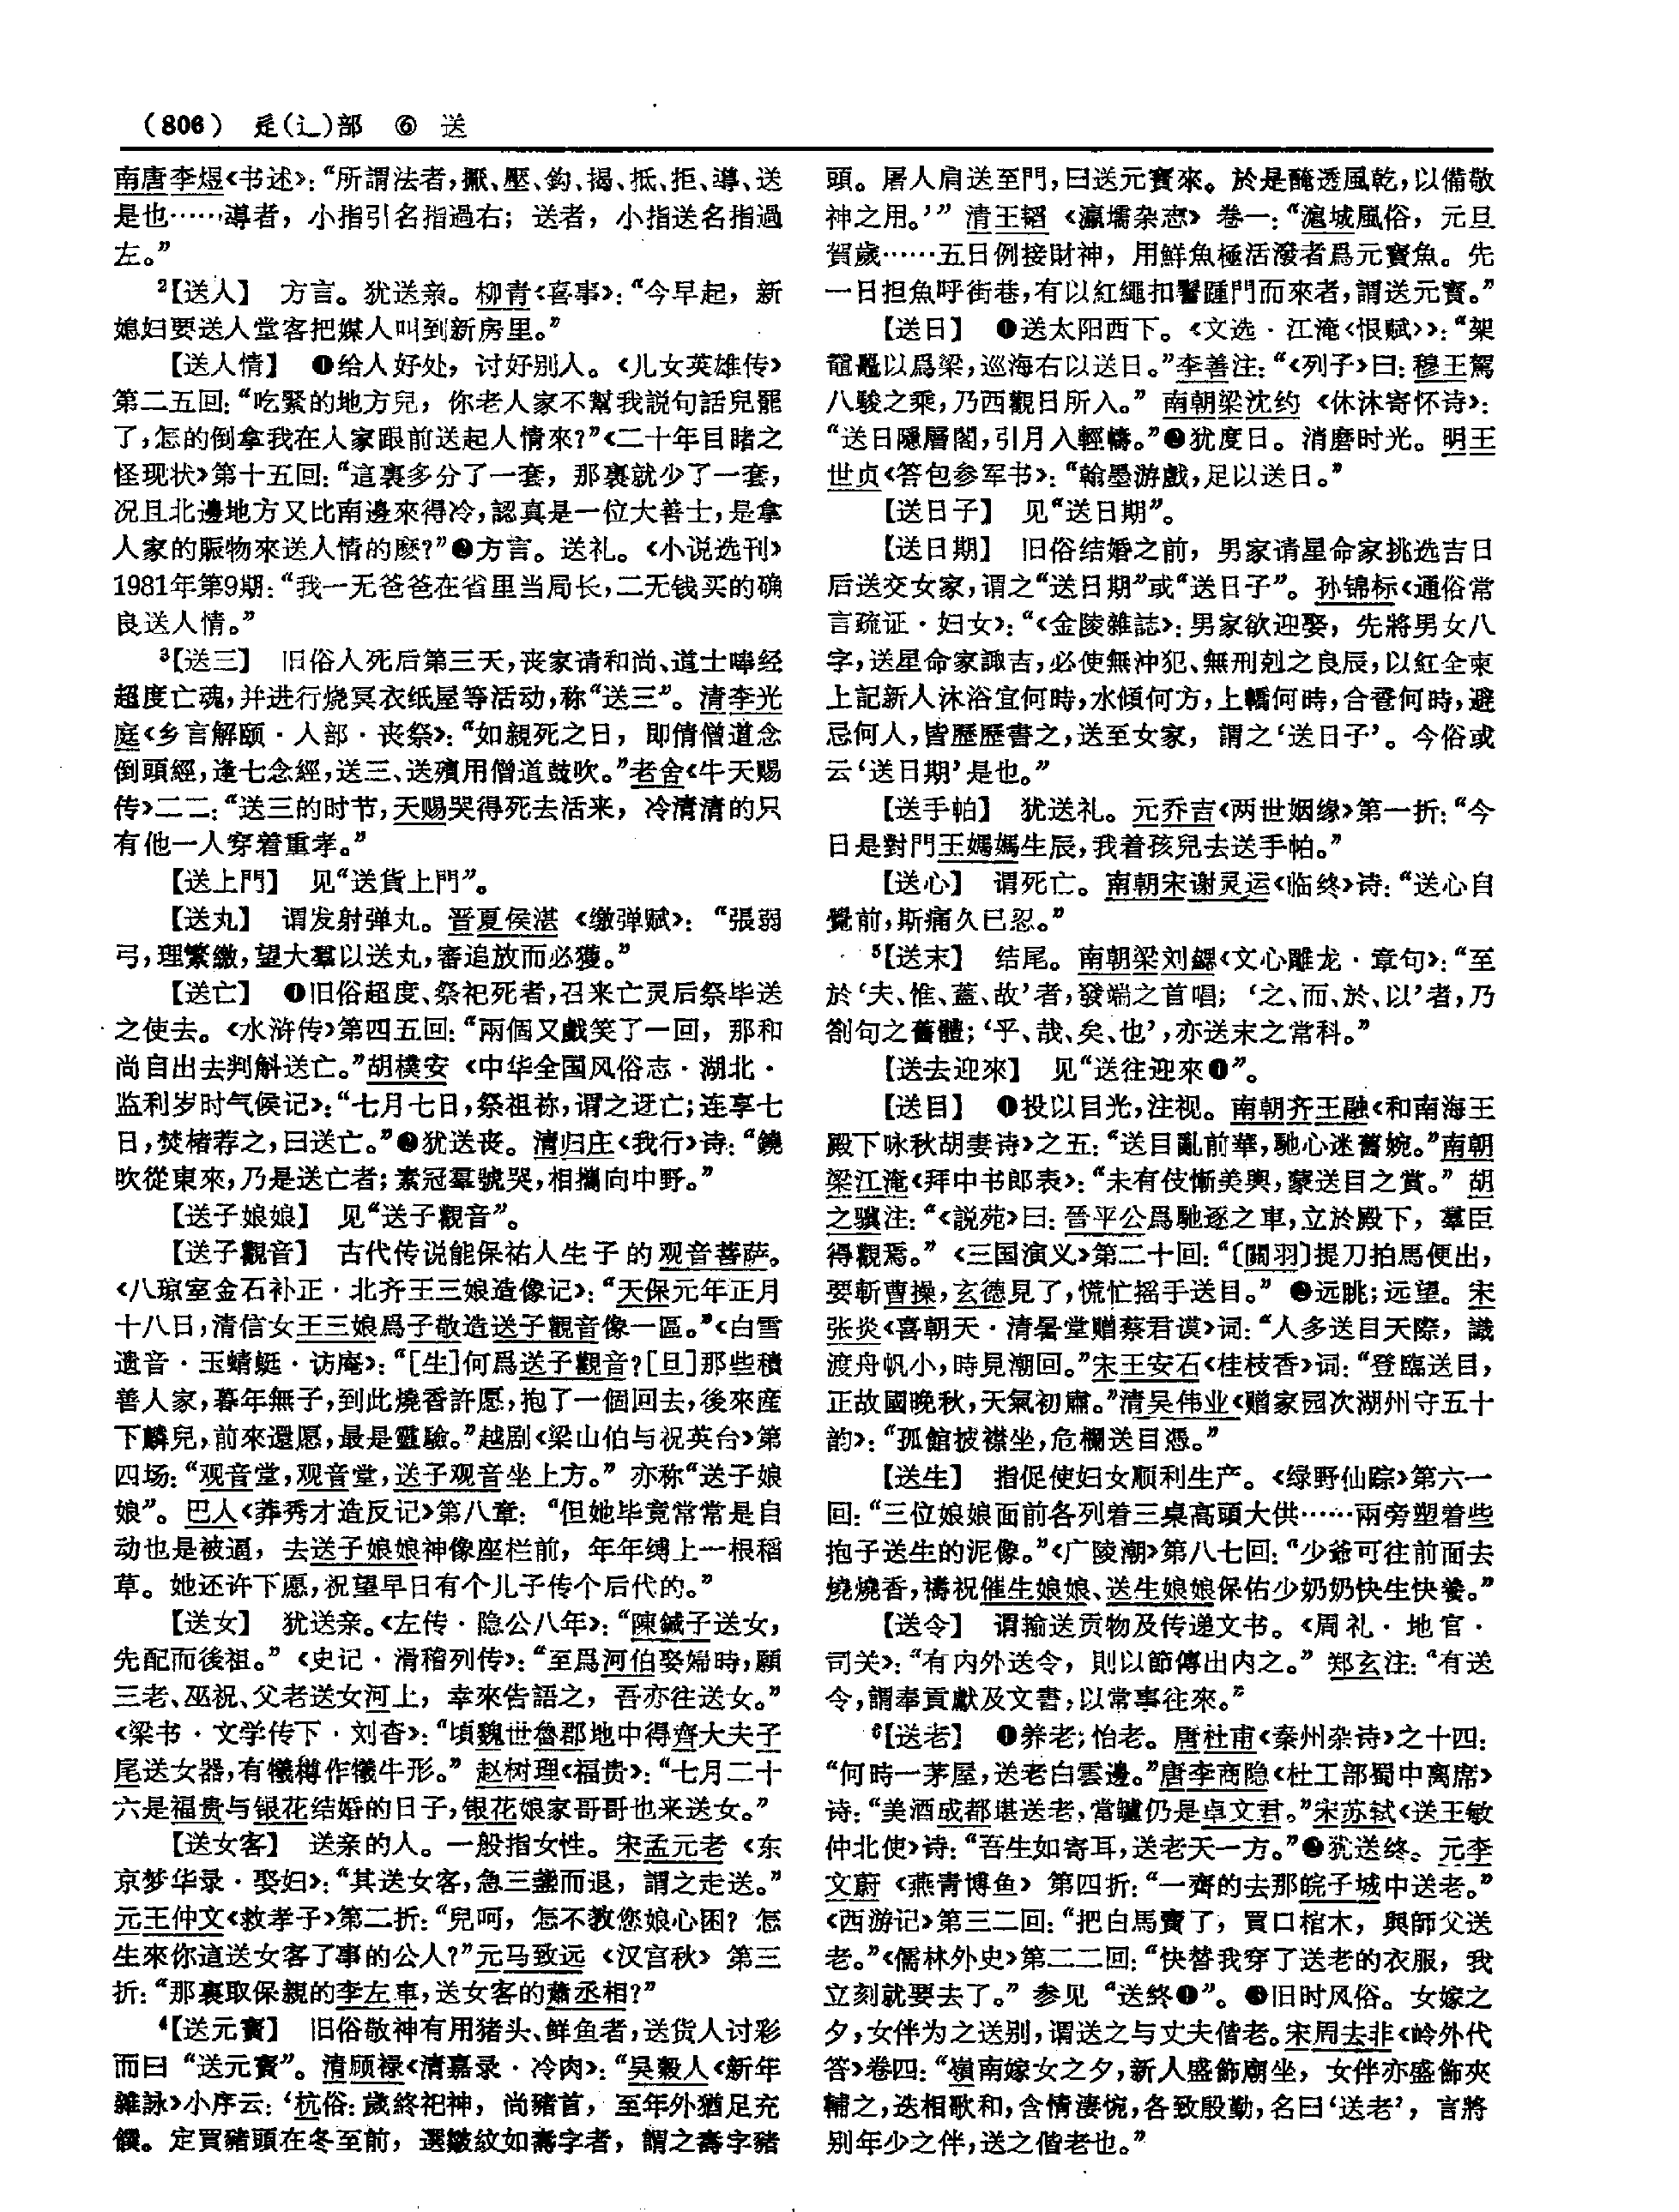 （806） 辵（辶）部 ⑥ 送
南唐李煜《书述》：“所謂法者，擫、壓、鈎、揭、抵、拒、導、送
是也……導者，小指引名指過右；送者，小指送名指過
左。”
²【送人】 方言。犹送亲。柳青《喜事》：“今早起，新
媳妇要送人堂客把媒人叫到新房里。”
【送人情】 ❶给人好处，讨好别人。《儿女英雄传》
第二五回：“吃緊的地方兒，你老人家不幫我説句話兒罷
了，怎的倒拿我在人家跟前送起人情來？”《二十年目睹之
怪现状》第十五回：“這裏多分了一套，那裏就少了一套，
况且北邊地方又比南邊來得冷，認真是一位大善士，是拿
人家的賑物來送人情的麽？”❷方言。送礼。《小说选刊》
1981年第9期：“我一无爸爸在省里当局长，二无钱买的确
良送人情。”
³【送三】 旧俗人死后第三天，丧家请和尚、道士唪经
超度亡魂，并进行烧冥衣纸屋等活动，称“送三”。清李光
庭《乡言解颐·人部·丧祭》：“如親死之日，即倩僧道念
倒頭經，逢七念經，送三、送殯用僧道鼓吹。”老舍《牛天赐
传》二二：“送三的时节，天赐哭得死去活来，冷清清的只
有他一人穿着重孝。”
【送上門】 见“送貨上門”。
【送丸】 谓发射弹丸。晋夏侯湛《缴弹赋》：“張弱
弓，理繁繳，望大羣以送丸，審追放而必獲。”
【送亡】 ❶旧俗超度、祭祀死者，召来亡灵后祭毕送
之使去。《水浒传》第四五回：“兩個又戲笑了一回，那和
尚自出去判斛送亡。”胡樸安《中华全国风俗志·湖北·
监利岁时气候记》：“七月七日，祭祖祢，谓之迓亡；连享七
日，焚楮荐之，曰送亡。”❷犹送丧。清归庄《我行》诗：“鐃
吹從東來，乃是送亡者；素冠羣號哭，相攜向中野。”
【送子娘娘】 见“送子觀音”。
【送子觀音】 古代传说能保祐人生子的观音菩萨。
《八琼室金石补正·北齐王三娘造像记》：“天保元年正月
十八日，清信女王三娘爲子敬造送子觀音像一區。”《白雪
遗音·玉蜻蜓·访庵》：“［生］何爲送子觀音？［旦］那些積
善人家，暮年無子，到此燒香許愿，抱了一個回去，後來産
下麟兒，前來還愿，最是靈驗。”越剧《梁山伯与祝英台》第
四场：“观音堂，观音堂，送子观音坐上方。”亦称“送子娘
娘”。巴人《莽秀才造反记》第八章：“但她毕竟常常是自
动也是被逼，去送子娘娘神像座栏前，年年缚上一根稻
草。她还许下愿，祝望早日有个儿子传个后代的。”
【送女】 犹送亲。《左传·隐公八年》：“陳鍼子送女，
先配而後祖。”《史记·滑稽列传》：“至爲河伯娶婦時，願
三老、巫祝、父老送女河上，幸來告語之，吾亦往送女。”
《梁书·文学传下·刘杳》：“頃魏世魯郡地中得齊大夫子
尾送女器，有犧樽作犧牛形。”赵树理《福贵》：“七月二十
六是福贵与银花结婚的日子，银花娘家哥哥也来送女。”
【送女客】 送亲的人。一般指女性。宋孟元老《东
京梦华录·娶妇》：“其送女客，急三盞而退，謂之走送。”
元王仲文《救孝子》第二折：“兒呵，怎不教您娘心困？怎
生來你這送女客了事的公人？”元马致远《汉宫秋》第三
折：“那裏取保親的李左車，送女客的蕭丞相？”
⁴【送元寶】 旧俗敬神有用猪头、鲜鱼者，送货人讨彩
而曰“送元寶”。清顾禄《清嘉录·冷肉》：“吴穀人《新年
雜詠》小序云：‘杭俗：歲終祀神，尚豬首，至年外猶足充
饌。定買豬頭在冬至前，選皺紋如壽字者，謂之壽字豬
頭。屠人肩送至門，曰送元寶來。於是醃透風乾，以備敬
神之用。’”清王韬《瀛壖杂志》卷一：“滬城風俗，元旦
賀歲……五日例接財神，用鮮魚極活潑者爲元寶魚。先
一日担魚呼街巷，有以紅繩扣鬐踵門而來者，謂送元寶。”
【送日】 ❶送太阳西下。《文选·江淹〈恨赋〉》：“架
黿鼉以爲梁，巡海右以送日。”李善注：“《列子》曰：穆王駕
八駿之乘，乃西觀日所入。”南朝梁沈约《休沐寄怀诗》：
“送日隱層閣，引月入輕幬。”❷犹度日。消磨时光。明王
世贞《答包参军书》：“翰墨游戲，足以送日。”
【送日子】 见“送日期”。
【送日期】 旧俗结婚之前，男家请星命家挑选吉日
后送交女家，谓之“送日期”或“送日子”。孙锦标《通俗常
言疏证·妇女》：“《金陵雜誌》：男家欲迎娶，先將男女八
字，送星命家諏吉，必使無沖犯、無刑剋之良辰，以紅全柬
上記新人沐浴宜何時，水傾何方，上轎何時，合卺何時，避
忌何人，皆歷歷書之，送至女家，謂之‘送日子’。今俗或
云‘送日期’是也。”
【送手帕】 犹送礼。元乔吉《两世姻缘》第一折：“今
日是對門王媽媽生辰，我着孩兒去送手帕。”
【送心】 谓死亡。南朝宋谢灵运《临终》诗：“送心自
覺前，斯痛久已忍。”
⁵【送末】 结尾。南朝梁刘勰《文心雕龙·章句》：“至
於‘夫、惟、蓋、故’者，發端之首唱；‘之、而、於、以’者，乃
劄句之舊體；‘乎、哉、矣、也’，亦送末之常科。”
【送去迎來】 见“送往迎來❶”。
【送目】 ❶投以目光，注视。南朝齐王融《和南海王
殿下咏秋胡妻诗》之五：“送目亂前華，馳心迷舊婉。”南朝
梁江淹《拜中书郎表》：“未有伎慚美輿，蒙送目之賞。”胡
之骥注：“《説苑》曰：晉平公爲馳逐之車，立於殿下，羣臣
得觀焉。”《三国演义》第二十回：“〔關羽〕提刀拍馬便出，
要斬曹操，玄德見了，慌忙摇手送目。”❷远眺；远望。宋
张炎《喜朝天·清暑堂赠蔡君谟》词：“人多送目天際，識
渡舟帆小，時見潮回。”宋王安石《桂枝香》词：“登臨送目，
正故國晚秋，天氣初肅。”清吴伟业《赠家园次湖州守五十
韵》：“孤館披襟坐，危欄送目憑。”
【送生】 指促使妇女顺利生产。《绿野仙踪》第六一
回：“三位娘娘面前各列着三桌高頭大供……兩旁塑着些
抱子送生的泥像。”《广陵潮》第八七回：“少爺可往前面去
燒燒香，禱祝催生娘娘、送生娘娘保佑少奶奶快生快養。”
【送令】 谓输送贡物及传递文书。《周礼·地官·
司关》：“有内外送令，則以節傳出内之。”郑玄注：“有送
令，謂奉貢獻及文書，以常事往來。”
⁶【送老】 ❶养老；怡老。唐杜甫《秦州杂诗》之十四：
“何時一茅屋，送老白雲邊。”唐李商隐《杜工部蜀中离席》
诗：“美酒成都堪送老，當罏仍是卓文君。”宋苏轼《送王敏
仲北使》诗：“吾生如寄耳，送老天一方。”❷犹送终。元李
文蔚《燕青博鱼》第四折：“一齊的去那皖子城中送老。”
《西游记》第三二回：“把白馬賣了，買口棺木，與師父送
老。”《儒林外史》第二二回：“快替我穿了送老的衣服，我
立刻就要去了。”参见“送終❶”。❸旧时风俗。女嫁之
夕，女伴为之送别，谓送之与丈夫偕老。宋周去非《岭外代
答》卷四：“嶺南嫁女之夕，新人盛飾廟坐，女伴亦盛飾夾
輔之，迭相歌和，含情淒惋，各致殷勤，名曰‘送老’，言將
别年少之伴，送之偕老也。”